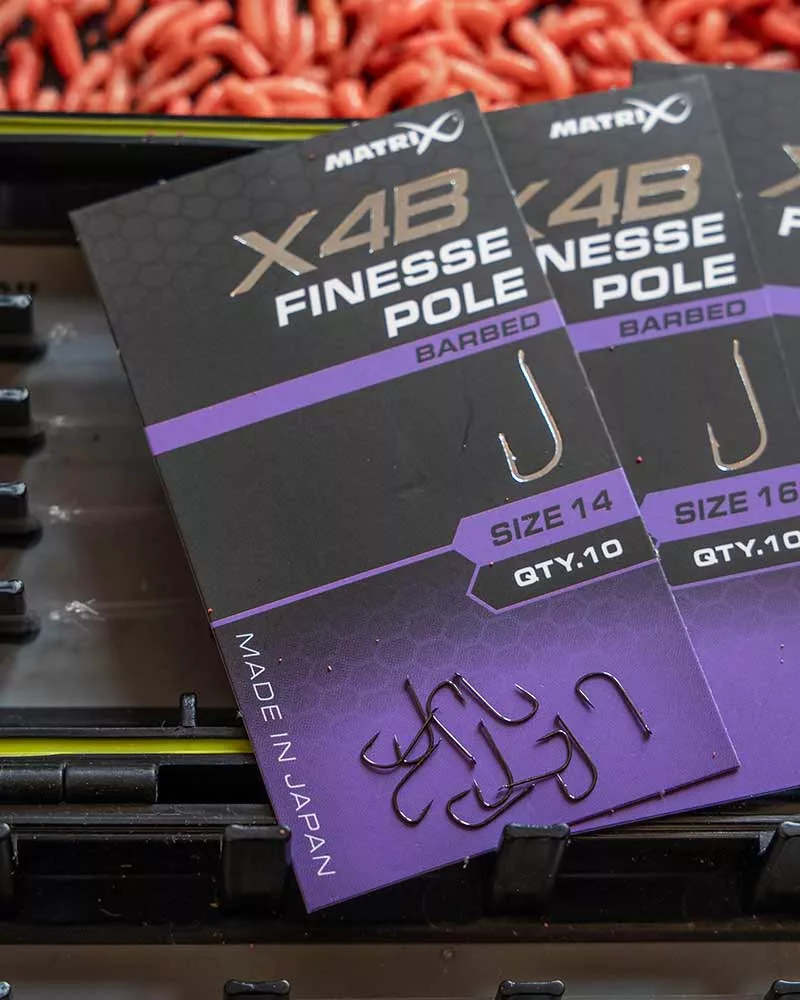 MATRIX
X4B
FINESSE
POLE
BARBED
SIZE 14
QTY.10
MADE IN JAPAN
MATRIX
X4B
NESSE
POLE
BARBED
SIZE 16
QTY.10